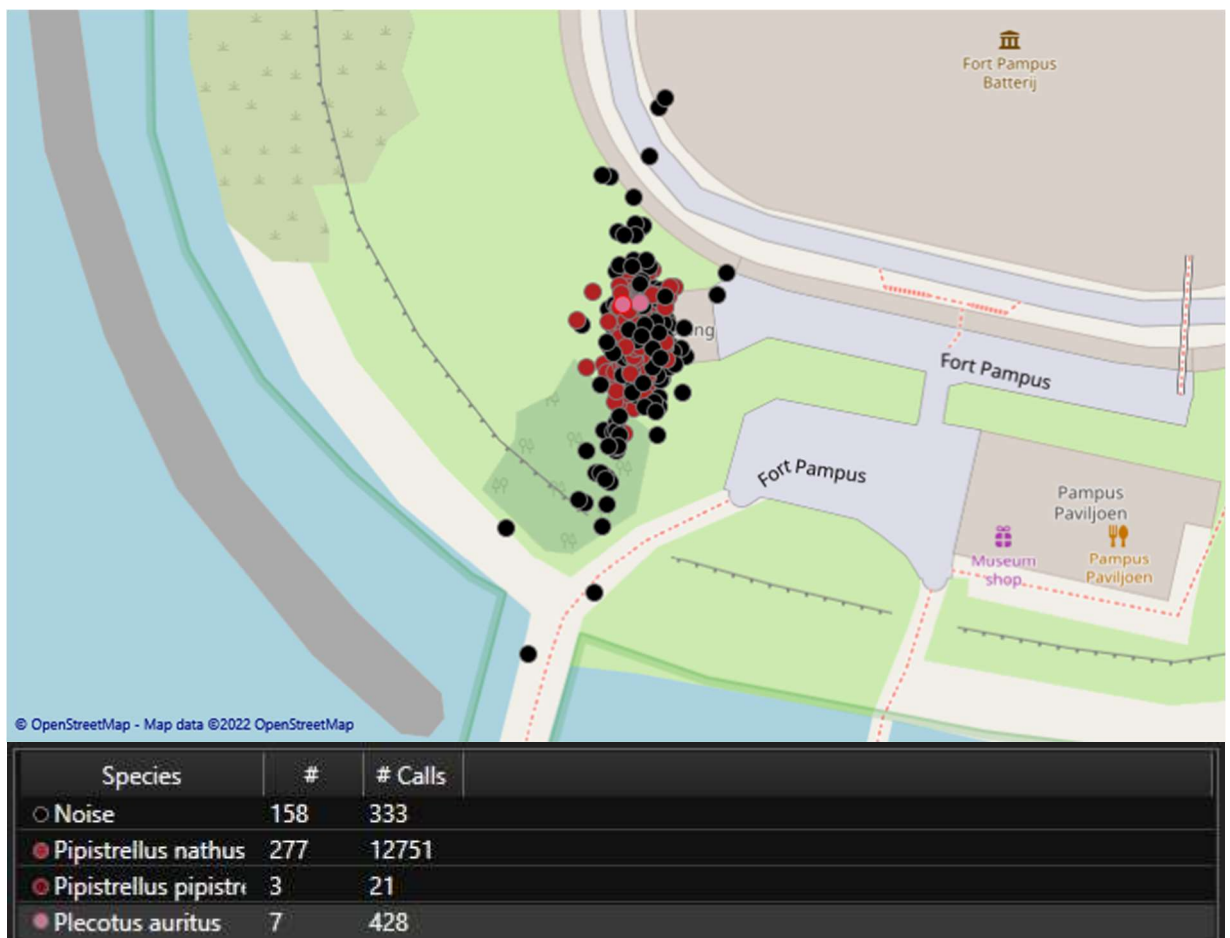 Fort Pampus
Batterij
ng
Fort Pampus
Fort Pampus
Pampus
Paviljoen
Museum
shop
Pampus
Paviljoen
© OpenStreetMap - Map data ©2022 OpenStreetMap
Species # # Calls
Noise 158 333
Pipistrellus nathus 277 12751
Pipistrellus pipistre 3 21
Plecotus auritus 7 428